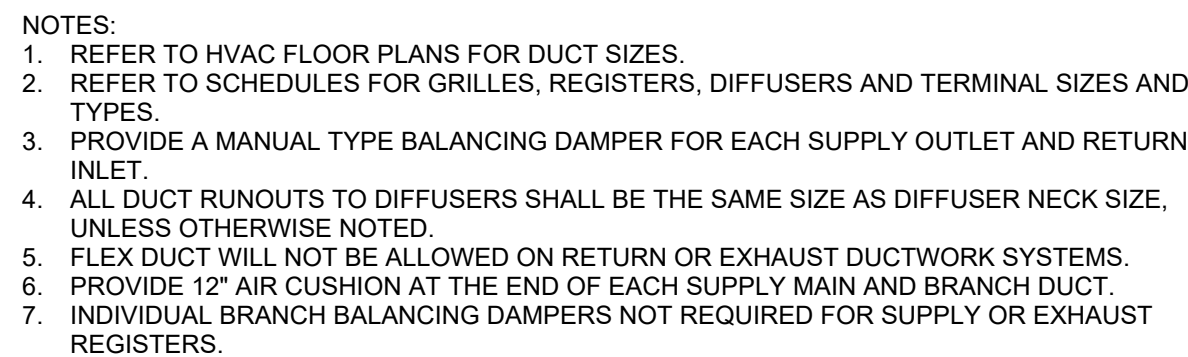 NOTES:
1. REFER TO HVAC FLOOR PLANS FOR DUCT SIZES.
2. REFER TO SCHEDULES FOR GRILLES, REGISTERS, DIFFUSERS AND TERMINAL SIZES AND
TYPES.
3. PROVIDE A MANUAL TYPE BALANCING DAMPER FOR EACH SUPPLY OUTLET AND RETURN
INLET.
4. ALL DUCT RUNOUTS TO DIFFUSERS SHALL BE THE SAME SIZE AS DIFFUSER NECK SIZE,
UNLESS OTHERWISE NOTED.
5. FLEX DUCT WILL NOT BE ALLOWED ON RETURN OR EXHAUST DUCTWORK SYSTEMS.
6. PROVIDE 12" AIR CUSHION AT THE END OF EACH SUPPLY MAIN AND BRANCH DUCT.
7. INDIVIDUAL BRANCH BALANCING DAMPERS NOT REQUIRED FOR SUPPLY OR EXHAUST
REGISTERS.